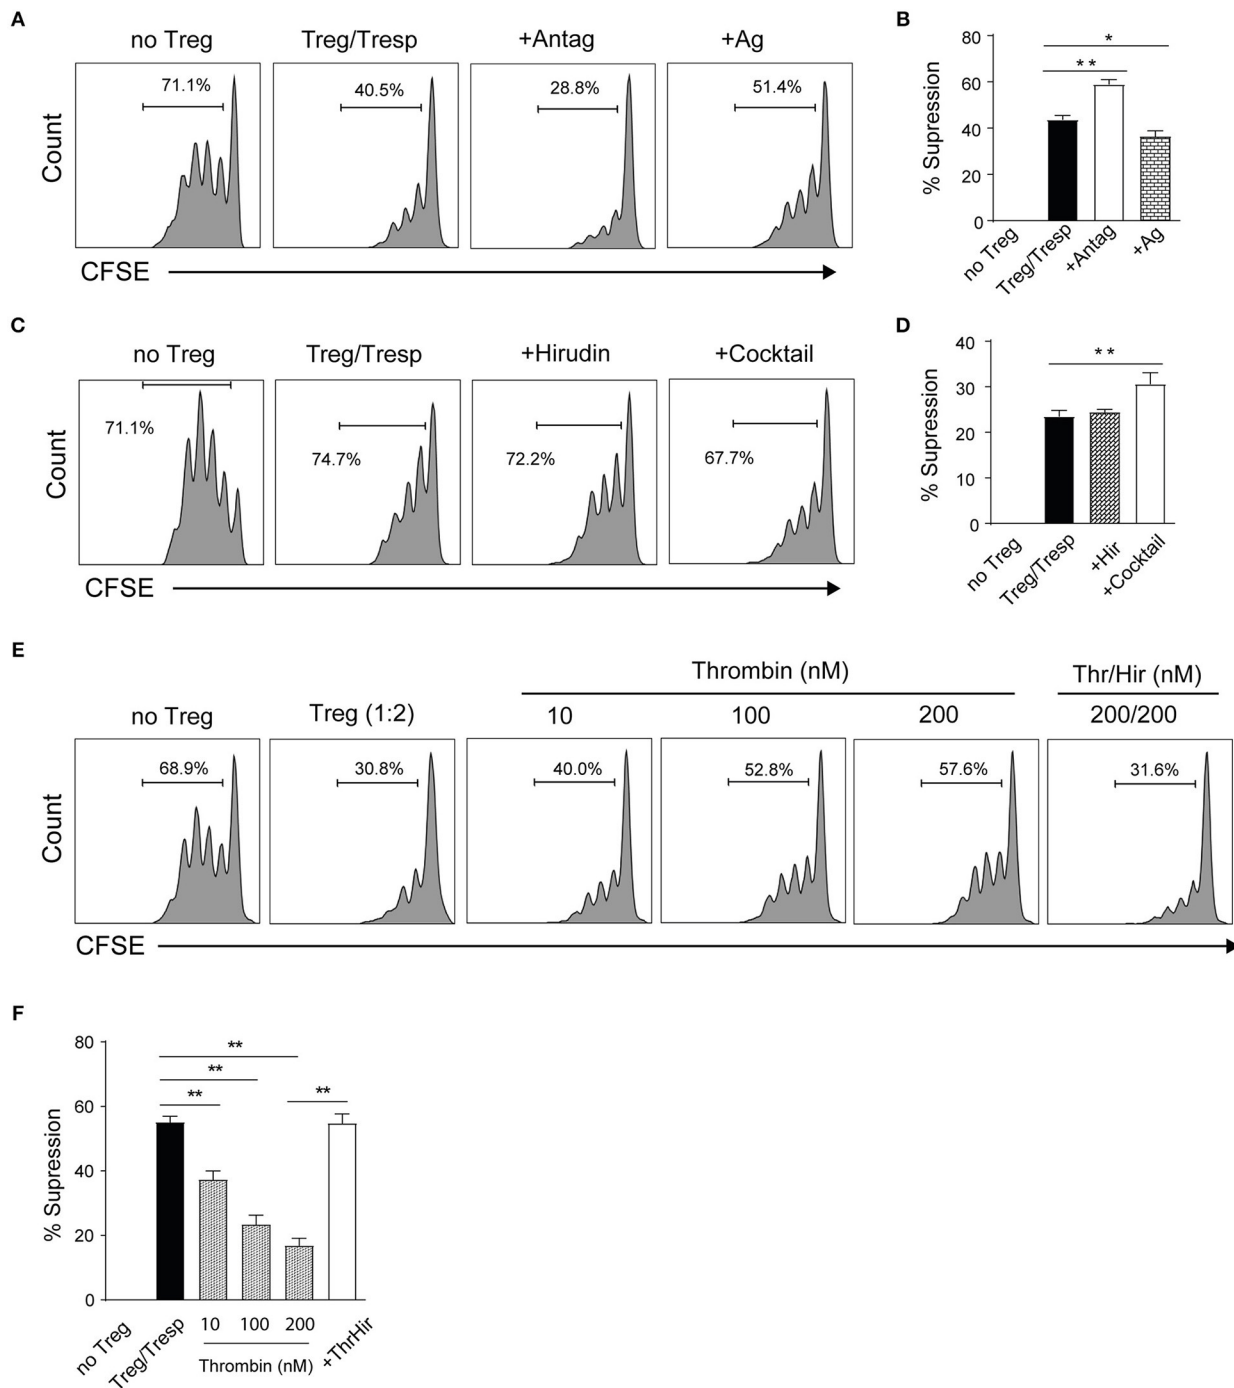 A
no Treg Treg/Tresp +Antag +Ag
71.1% 40.5% 28.8% 51.4%
Count
CFSE
B
% Supression
80
60
40
20
0
* 
**
no Treg Treg/Tresp +Antag +Ag
C
no Treg Treg/Tresp +Hirudin +Cocktail
71.1% 74.7% 72.2% 67.7%
Count
CFSE
D
% Supression
40
30
20
10
0
**
no Treg Treg/Tresp +Hir +Cocktail
E
Thrombin (nM) Thr/Hir (nM)
no Treg Treg (1:2) 10 100 200 200/200
68.9% 30.8% 40.0% 52.8% 57.6% 31.6%
Count
CFSE
F
% Supression
80
60
40
20
0
**
**
** **
no Treg Treg/Tresp 10 100 200 +ThrHir
Thrombin (nM)